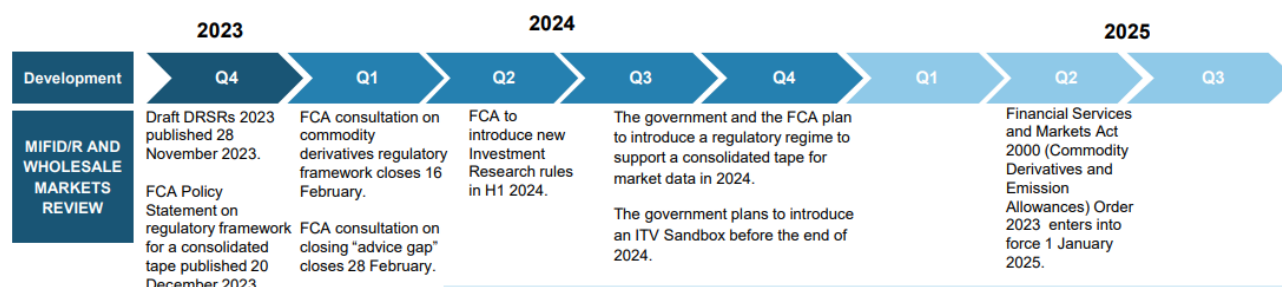 2023
2024
2025
Development
Q4
Q1
Q2
Q3
Q4
Q1
Q2
Q3
MIFID/R AND
WHOLESALE
MARKETS
REVIEW
Draft DRSRs 2023
published 28
November 2023.
FCA Policy
Statement on
regulatory framework
for a consolidated
tape published 20
December 2023
FCA consultation on
commodity
derivatives regulatory
framework closes 16
February.
FCA consultation on
closing “advice gap”
closes 28 February.
FCA to
introduce new
Investment
Research rules
in H1 2024.
The government and the FCA plan
to introduce a regulatory regime to
support a consolidated tape for
market data in 2024.
The government plans to introduce
an ITV Sandbox before the end of
2024.
Financial Services
and Markets Act
2000 (Commodity
Derivatives and
Emission
Allowances) Order
2023 enters into
force 1 January
2025.